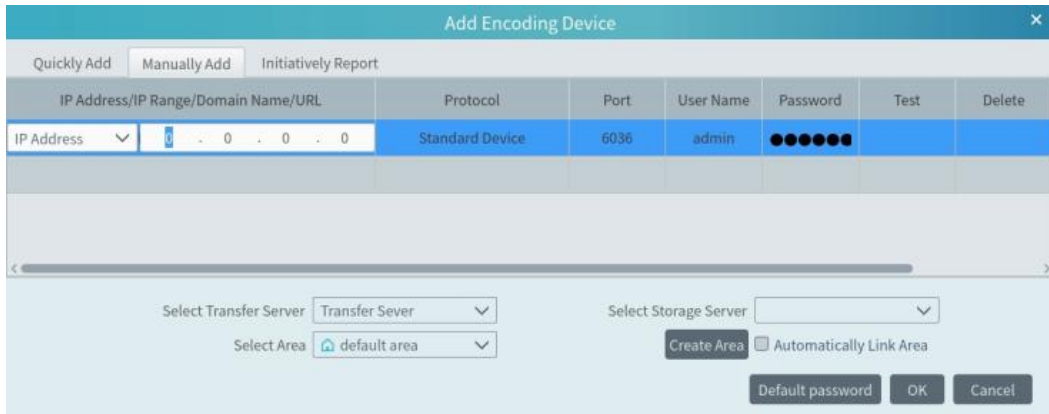 Add Encoding Device
Quickly Add Manually Add Initiatively Report
IP Address/IP Range/Domain Name/URL Protocol Port User Name Password Test Delete
IP Address 0 . 0 . 0 . 0 Standard Device 6036 admin ●●●●●●
Select Transfer Server Transfer Sever Select Storage Server
Select Area default area Create Area Automatically Link Area
Default password OK Cancel